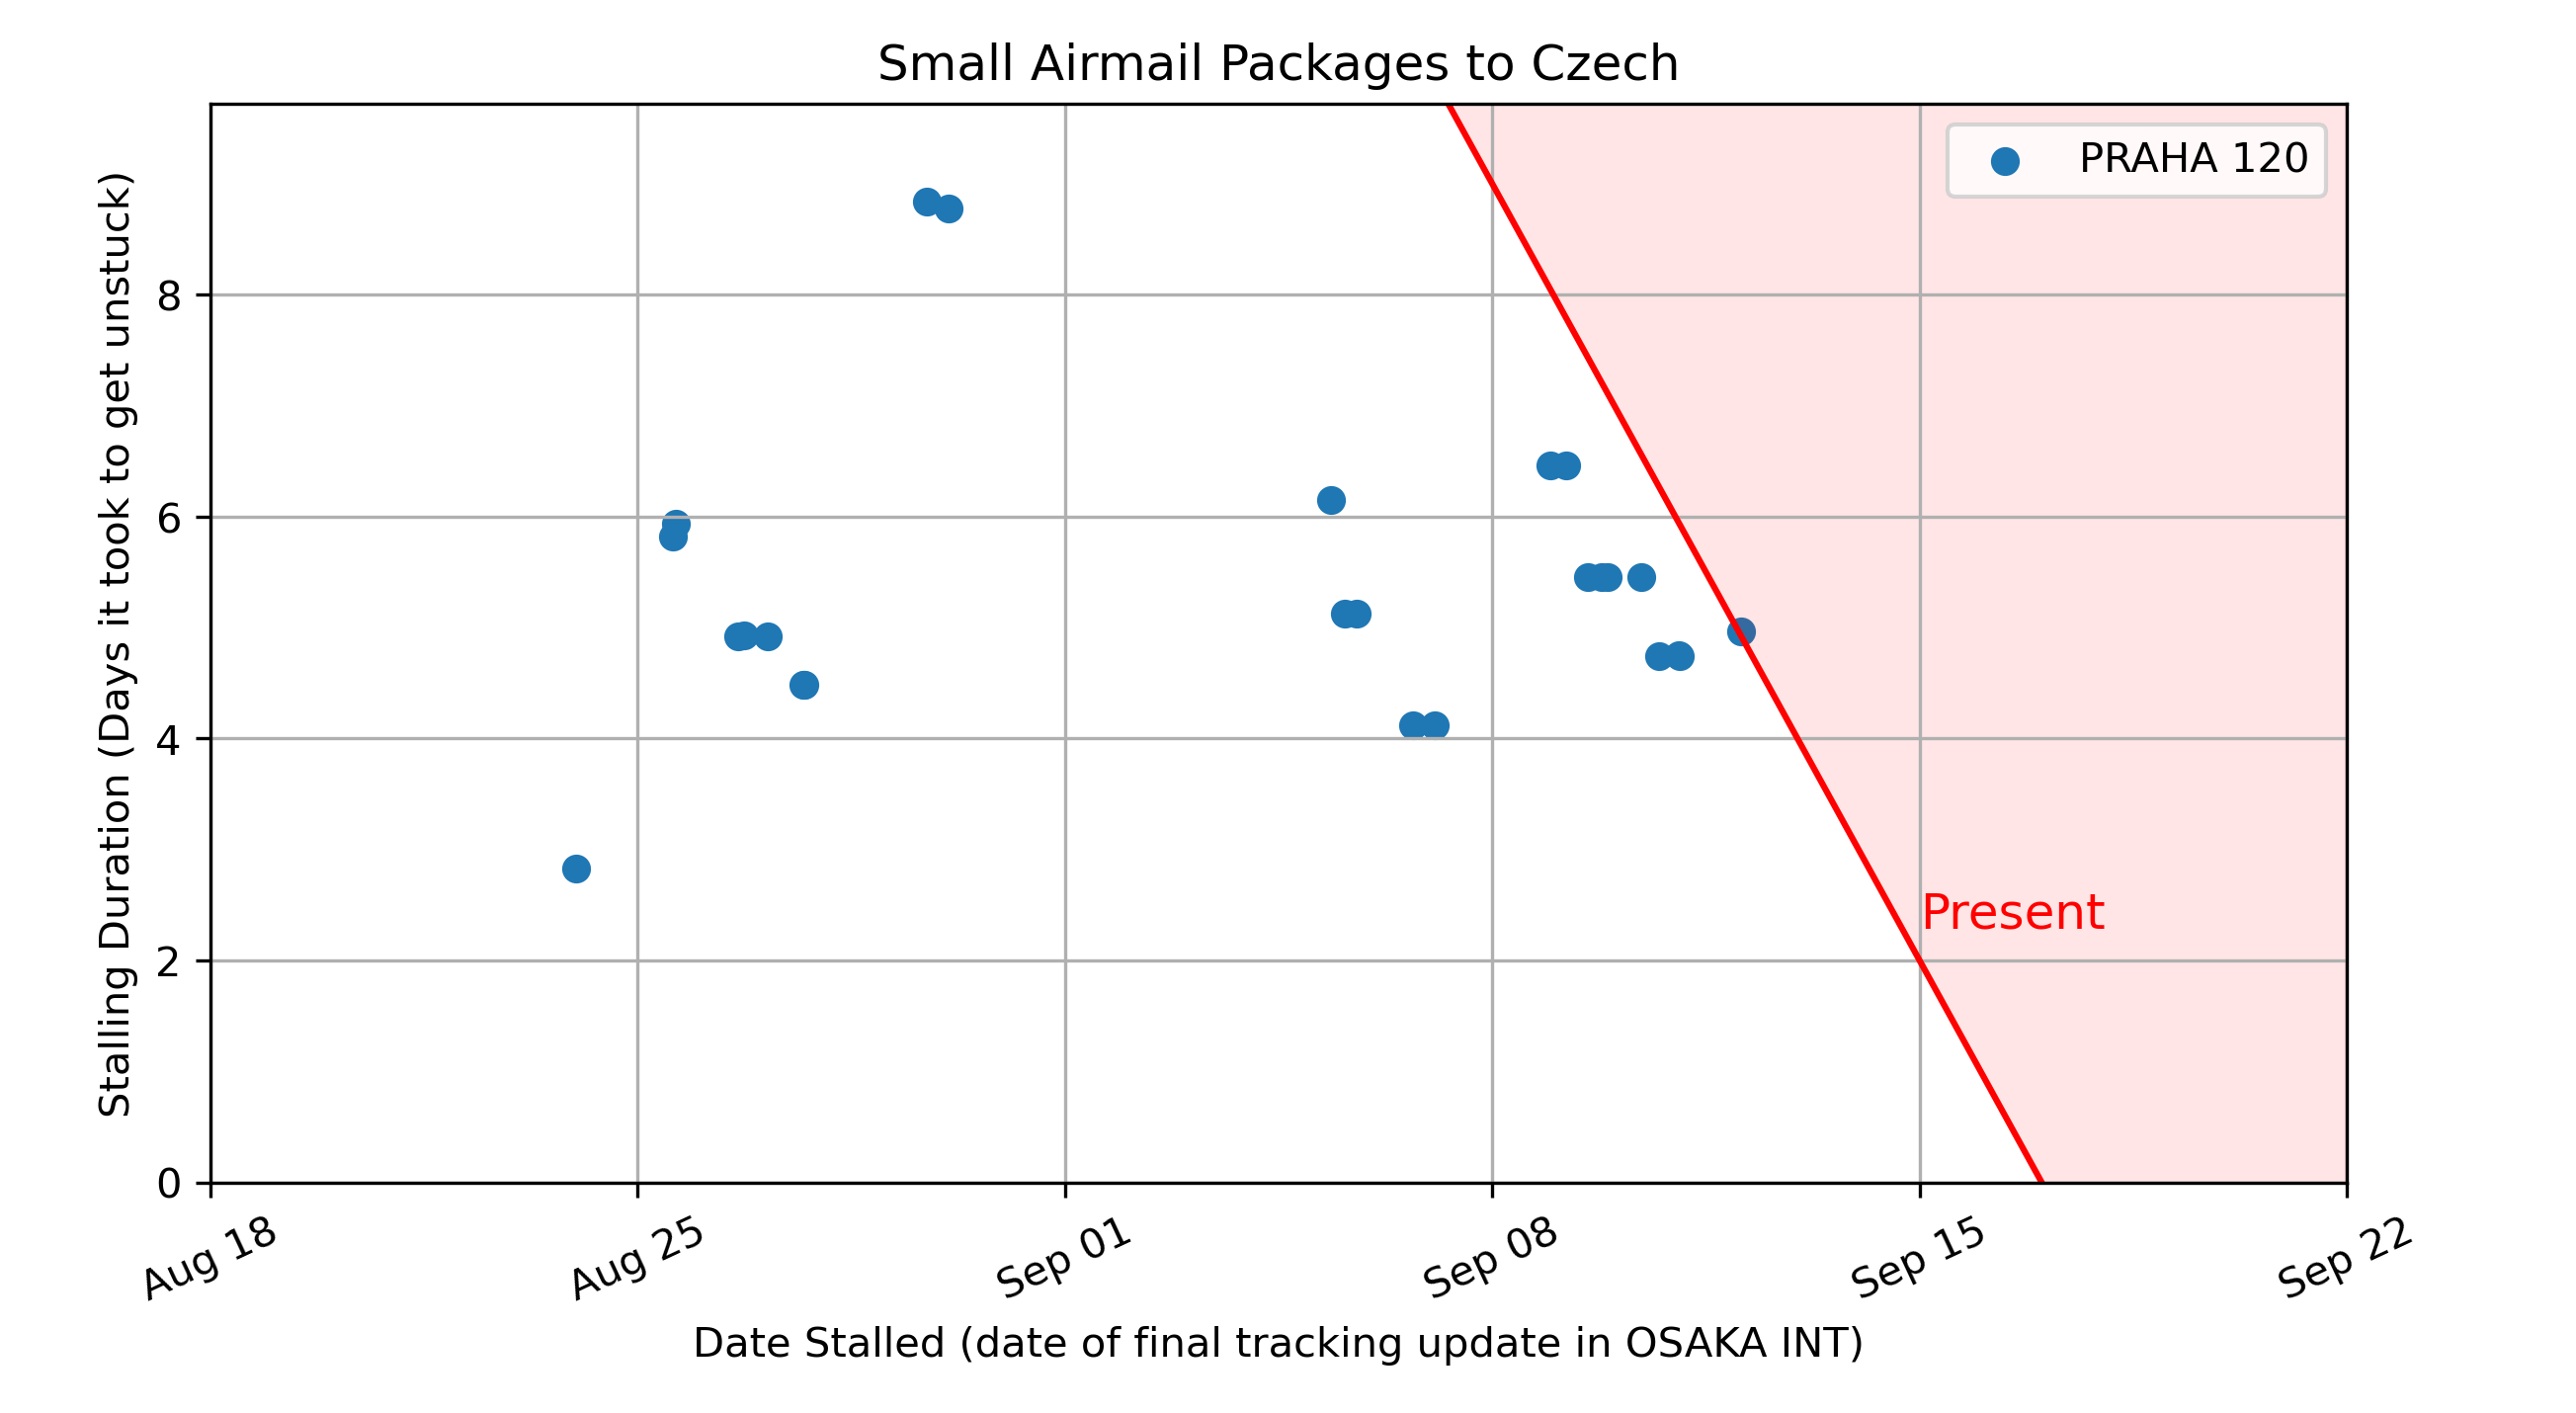 Small Airmail Packages to Czech
PRAHA 120
Stalling Duration (Days it took to get unstuck)
8
6
4
2
0
Present
Aug 18
Aug 25
Sep 01
Sep 08
Sep 15
Sep 22
Date Stalled (date of final tracking update in OSAKA INT)